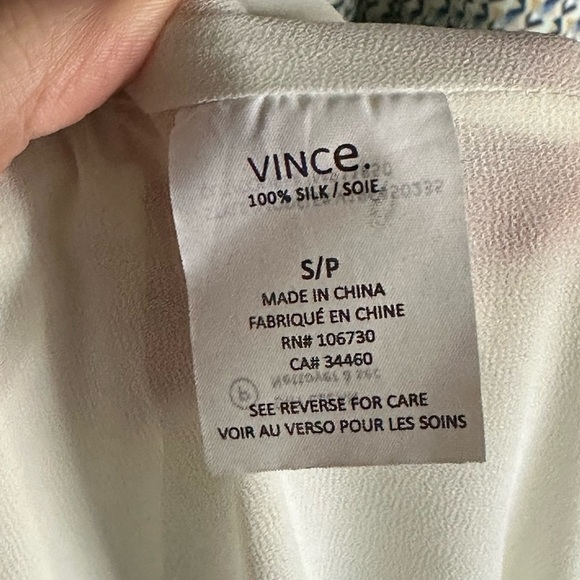 VINCe.
100% SILK / SOIE
S/P
MADE IN CHINA
FABRIQUÉ EN CHINE
RN# 106730
CA# 34460
SEE REVERSE FOR CARE
VOIR AU VERSO POUR LES SOINS